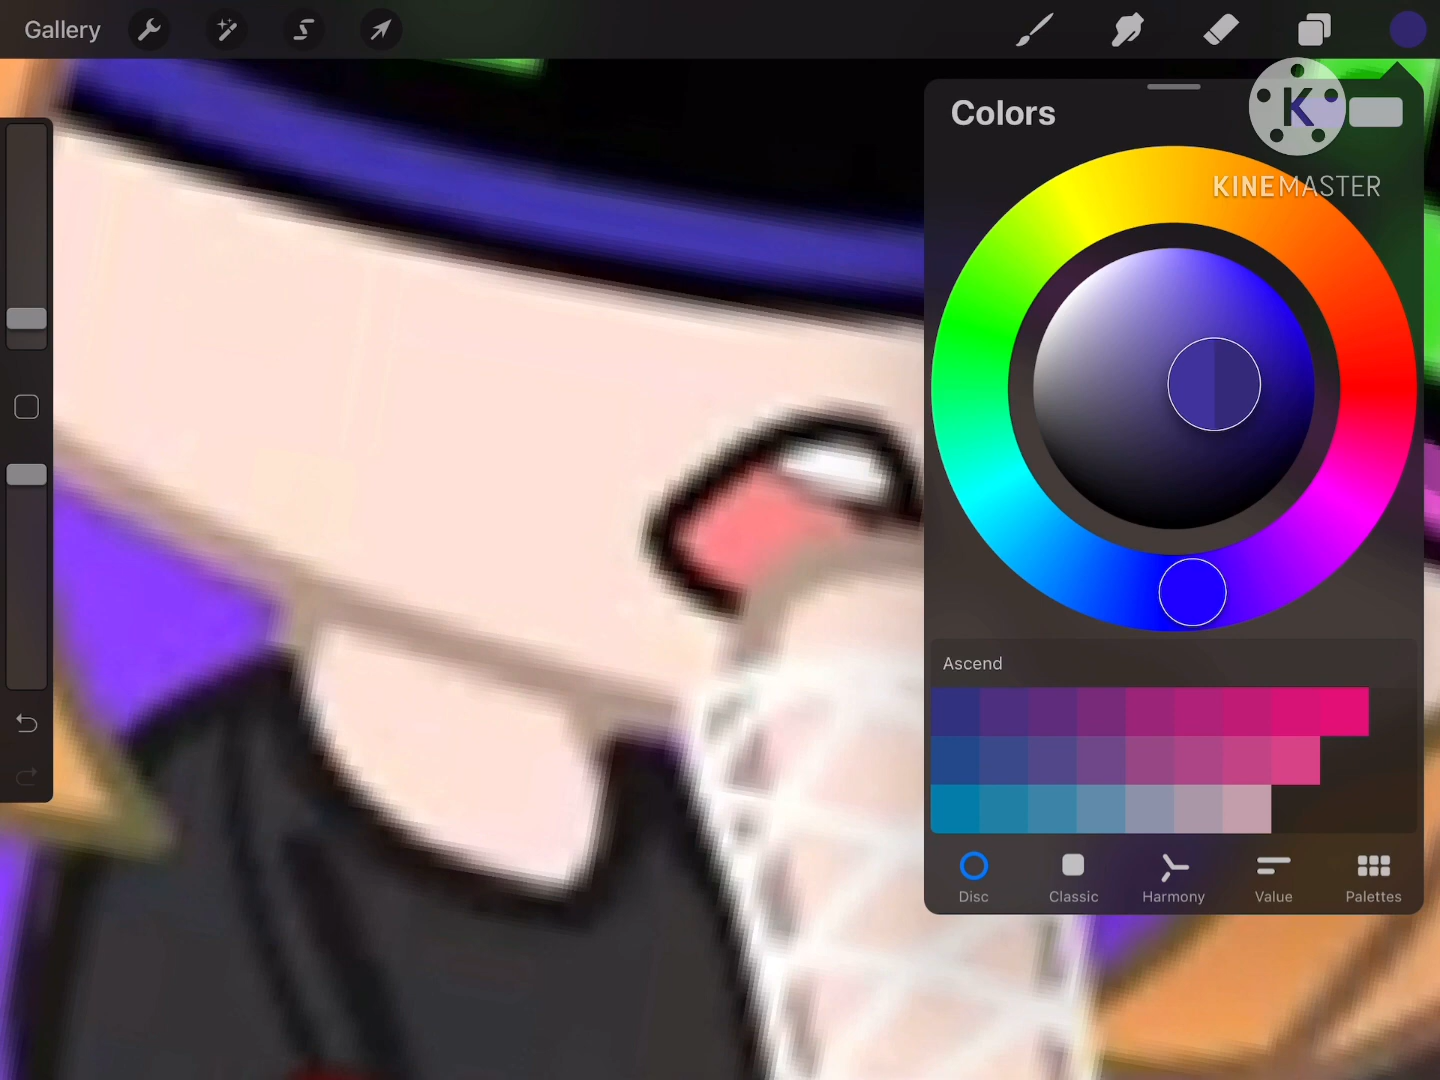 Gallery
Colors
K
KINEMASTER
Ascend
Disc
Classic
Harmony
Value
Palettes